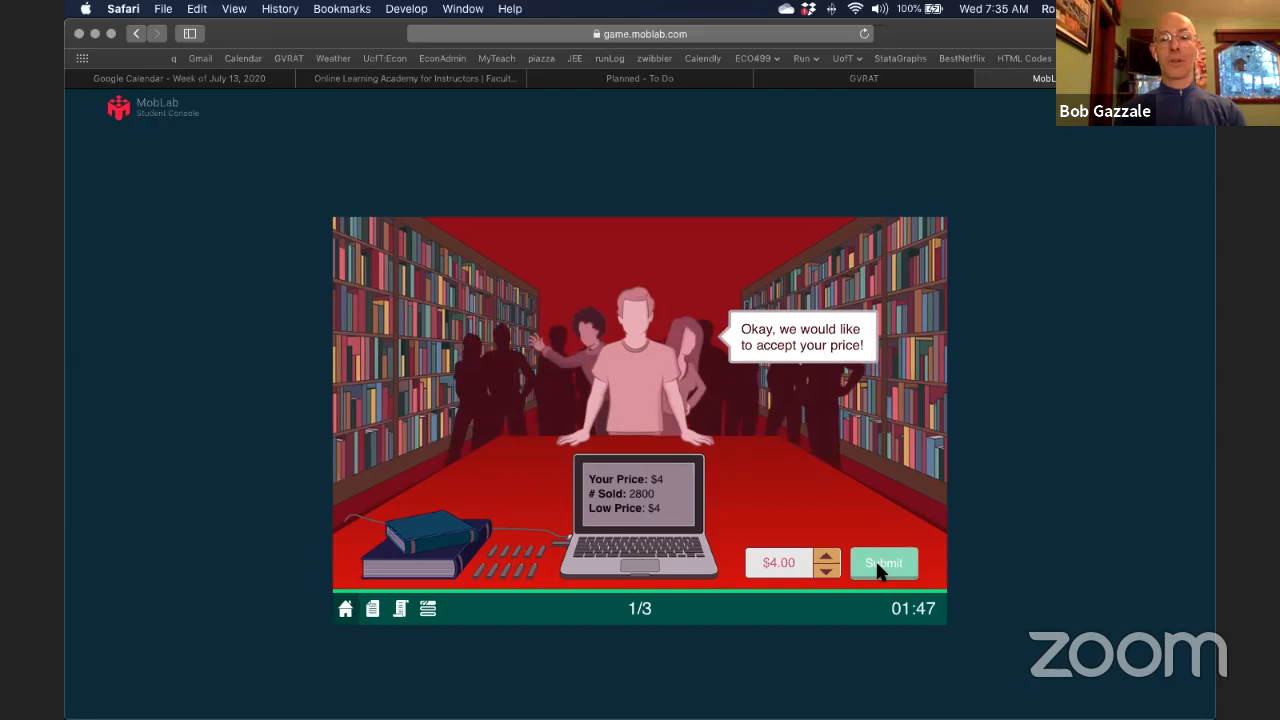 Safari File Edit View History Bookmarks Develop Window Help 100% Wed 7:35 AM Ro
game.moblab.com
q Gmail Calendar GVRAT Weather UofT:Econ EconAdmin MyTeach piazza JEE runLog zwibbler Calendly ECO499 Run UofT StataGraphs BestNetflix HTML Codes
Google Calendar - Week of July 13, 2020 Online Learning Academy for Instructors | Facult... Planned - To Do GVRAT MobL
MobLab
Student Console
Bob Gazzale
Okay, we would like
to accept your price!
Your Price: $4
# Sold: 2800
Low Price: $4
$4.00 Submit
1/3 01:47
zoom